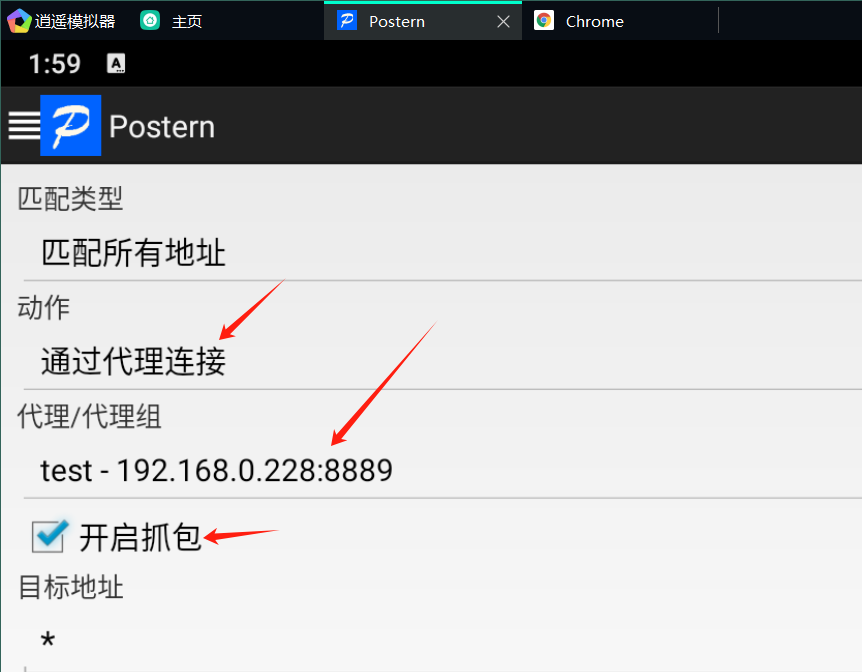 逍遥模拟器 主页 Postern Chrome
1:59 A
Postern
匹配类型
匹配所有地址
动作
通过代理连接
代理/代理组
test - 192.168.0.228:8889
开启抓包
目标地址
*